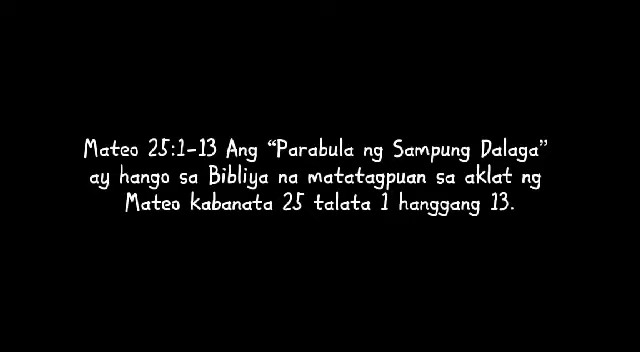 Mateo 25:1-13 Ang “Parabula ng Sampung Dalaga”
ay hango sa Bibliya na matatagpuan sa aklat ng
Mateo kabanata 25 talata 1 hanggang 13.